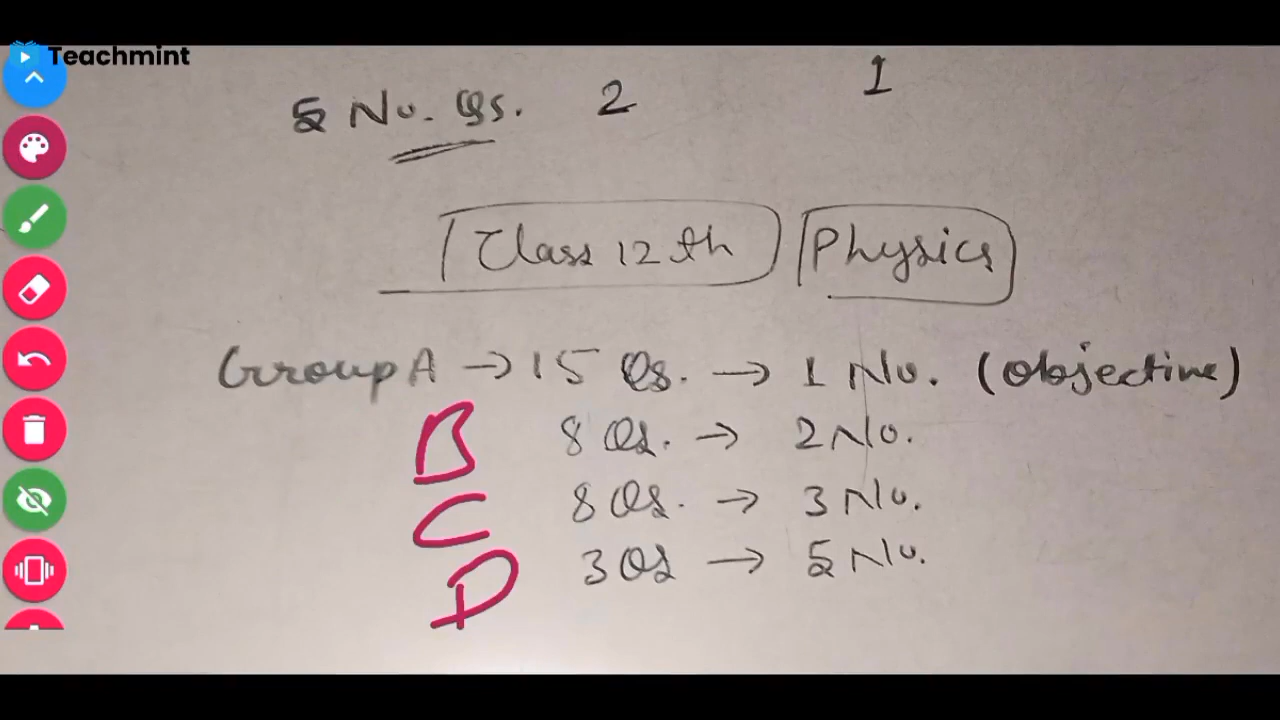 Teachmint
5 No. Qs. 2 1
Class 12th Physics
Group A → 15 Qs. → 1 No. (Objective)
B 8 Qs. → 2 No.
C 8 Qs. → 3 No.
D 3 Qs → 5 No.